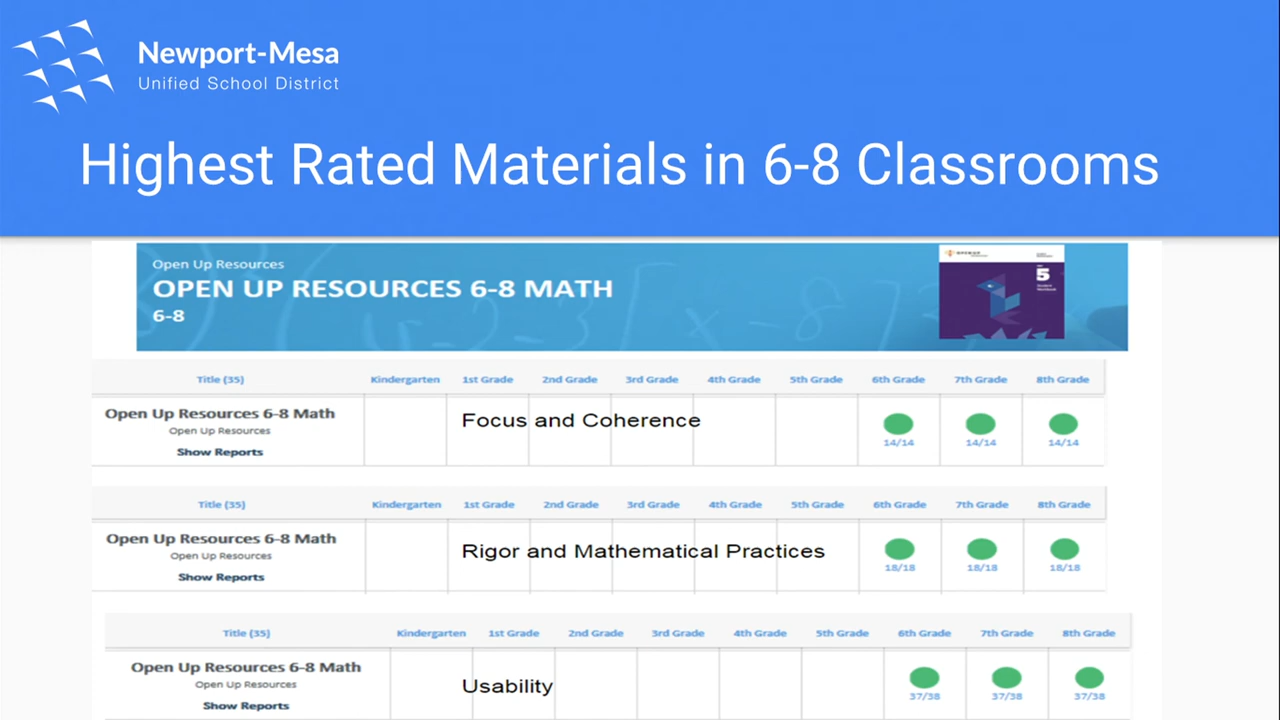 Newport-Mesa
Unified School District
Highest Rated Materials in 6-8 Classrooms
Open Up Resources
OPEN UP RESOURCES 6-8 MATH
6-8
5
Title (35) Kindergarten 1st Grade 2nd Grade 3rd Grade 4th Grade 5th Grade 6th Grade 7th Grade 8th Grade
Open Up Resources 6-8 Math
Open Up Resources
Show Reports
Focus and Coherence
14/14 14/14 14/14
Title (35) Kindergarten 1st Grade 2nd Grade 3rd Grade 4th Grade 5th Grade 6th Grade 7th Grade 8th Grade
Open Up Resources 6-8 Math
Open Up Resources
Show Reports
Rigor and Mathematical Practices
18/18 18/18 18/18
Title (35) Kindergarten 1st Grade 2nd Grade 3rd Grade 4th Grade 5th Grade 6th Grade 7th Grade 8th Grade
Open Up Resources 6-8 Math
Open Up Resources
Show Reports
Usability
37/38 37/38 37/38